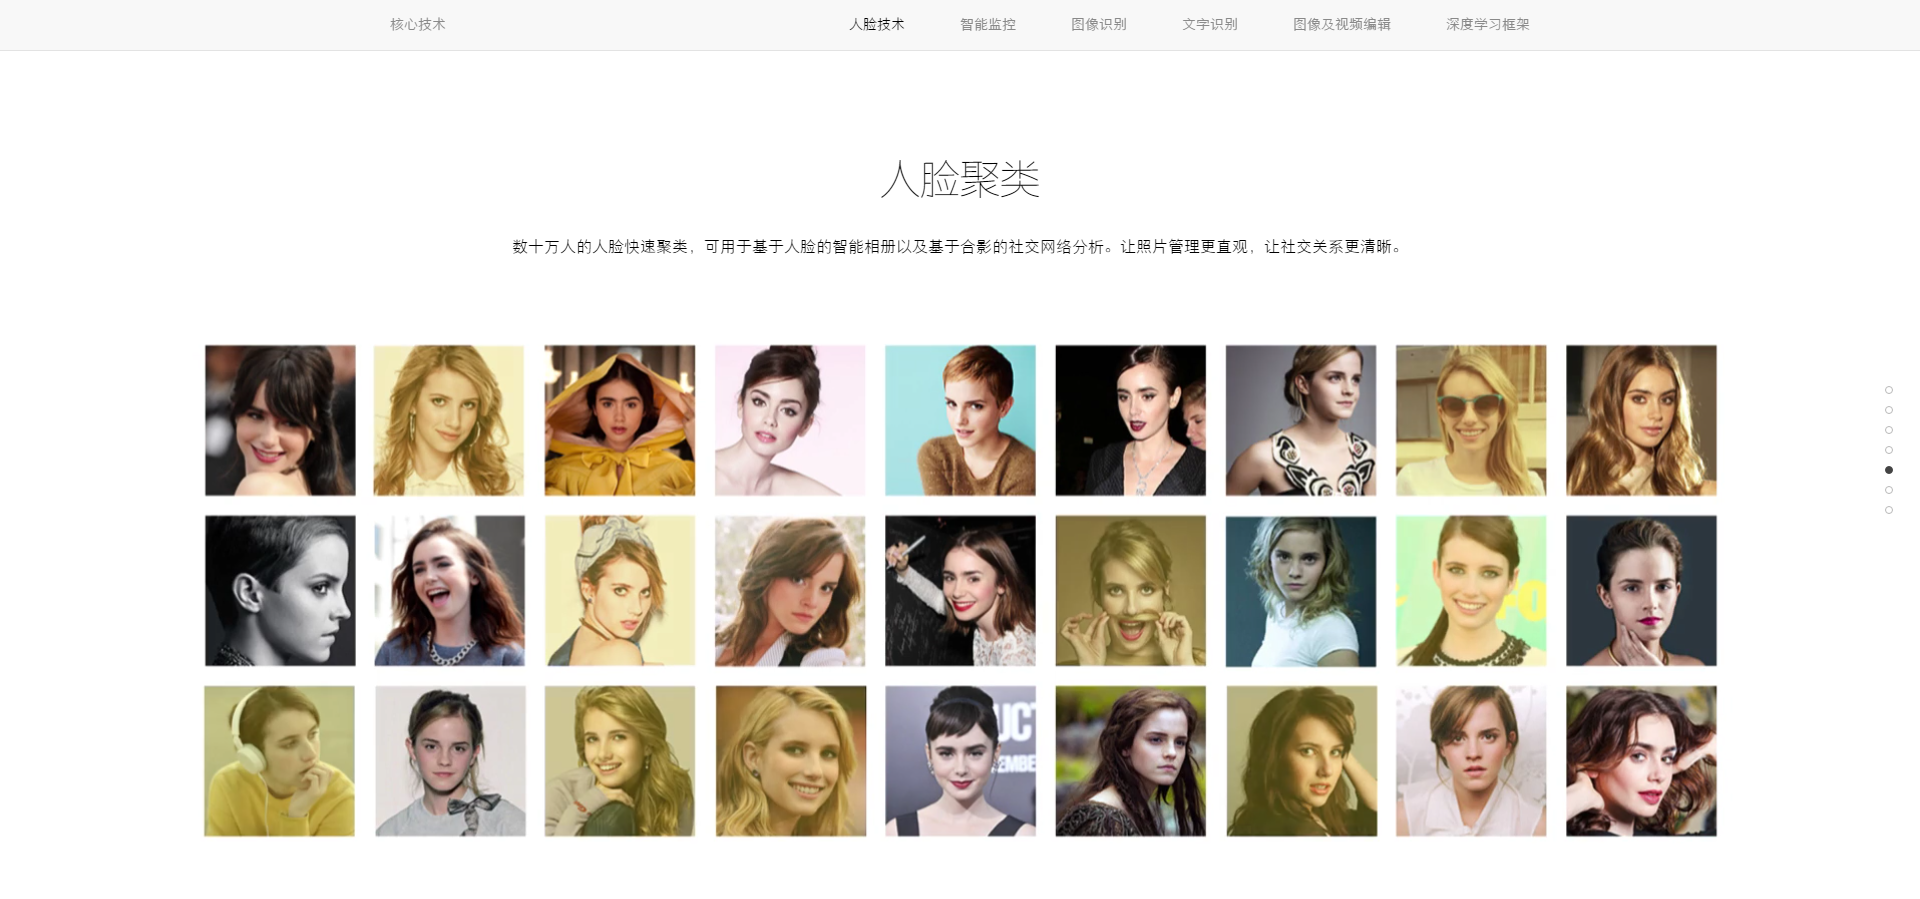 核心技术
人脸技术
智能监控
图像识别
文字识别
图像及视频编辑
深度学习框架
人脸聚类
数十万人的人脸快速聚类，可用于基于人脸的智能相册以及基于合影的社交网络分析。让照片管理更直观，让社交关系更清晰。